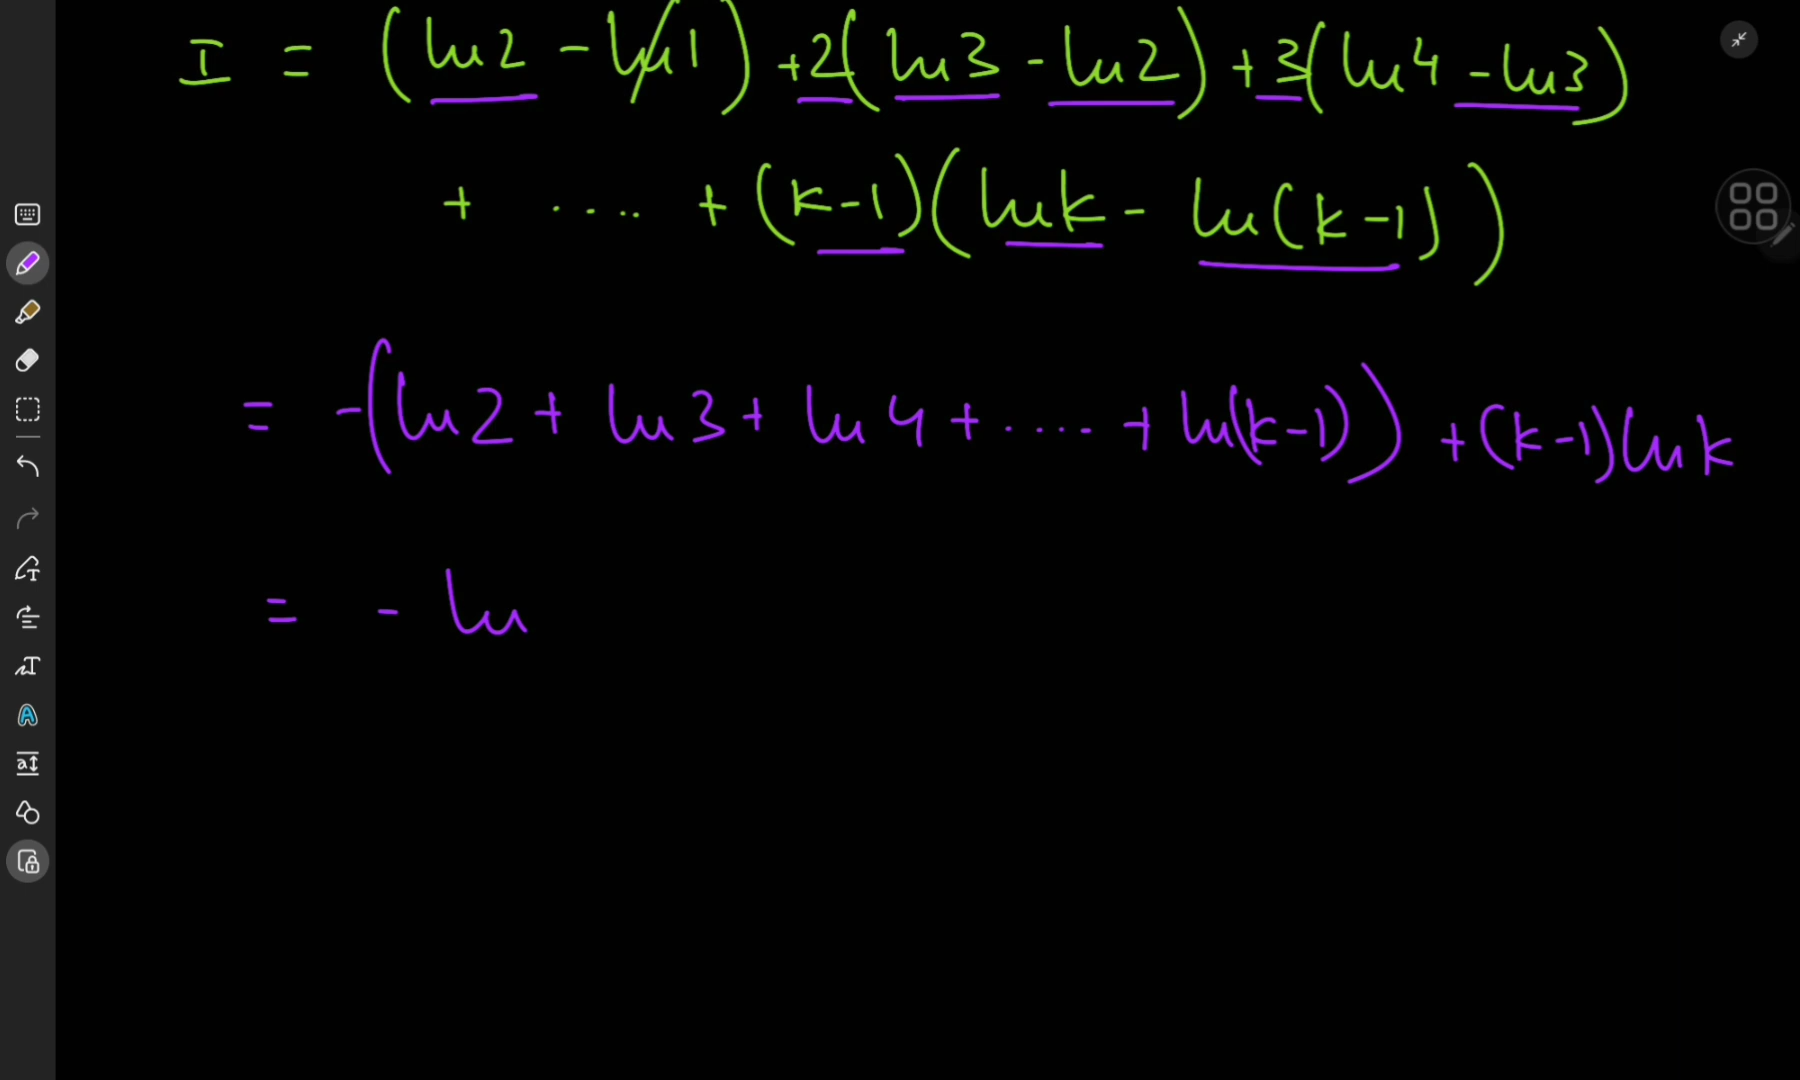 I = (ln2 - ln1) +2(ln3 - ln2) +3(ln4 - ln3)
+ .... + (k-1)(lnk - ln(k-1))
= -(ln2 + ln3 + ln4 + .... + ln(k-1)) + (k-1)lnk
= - ln